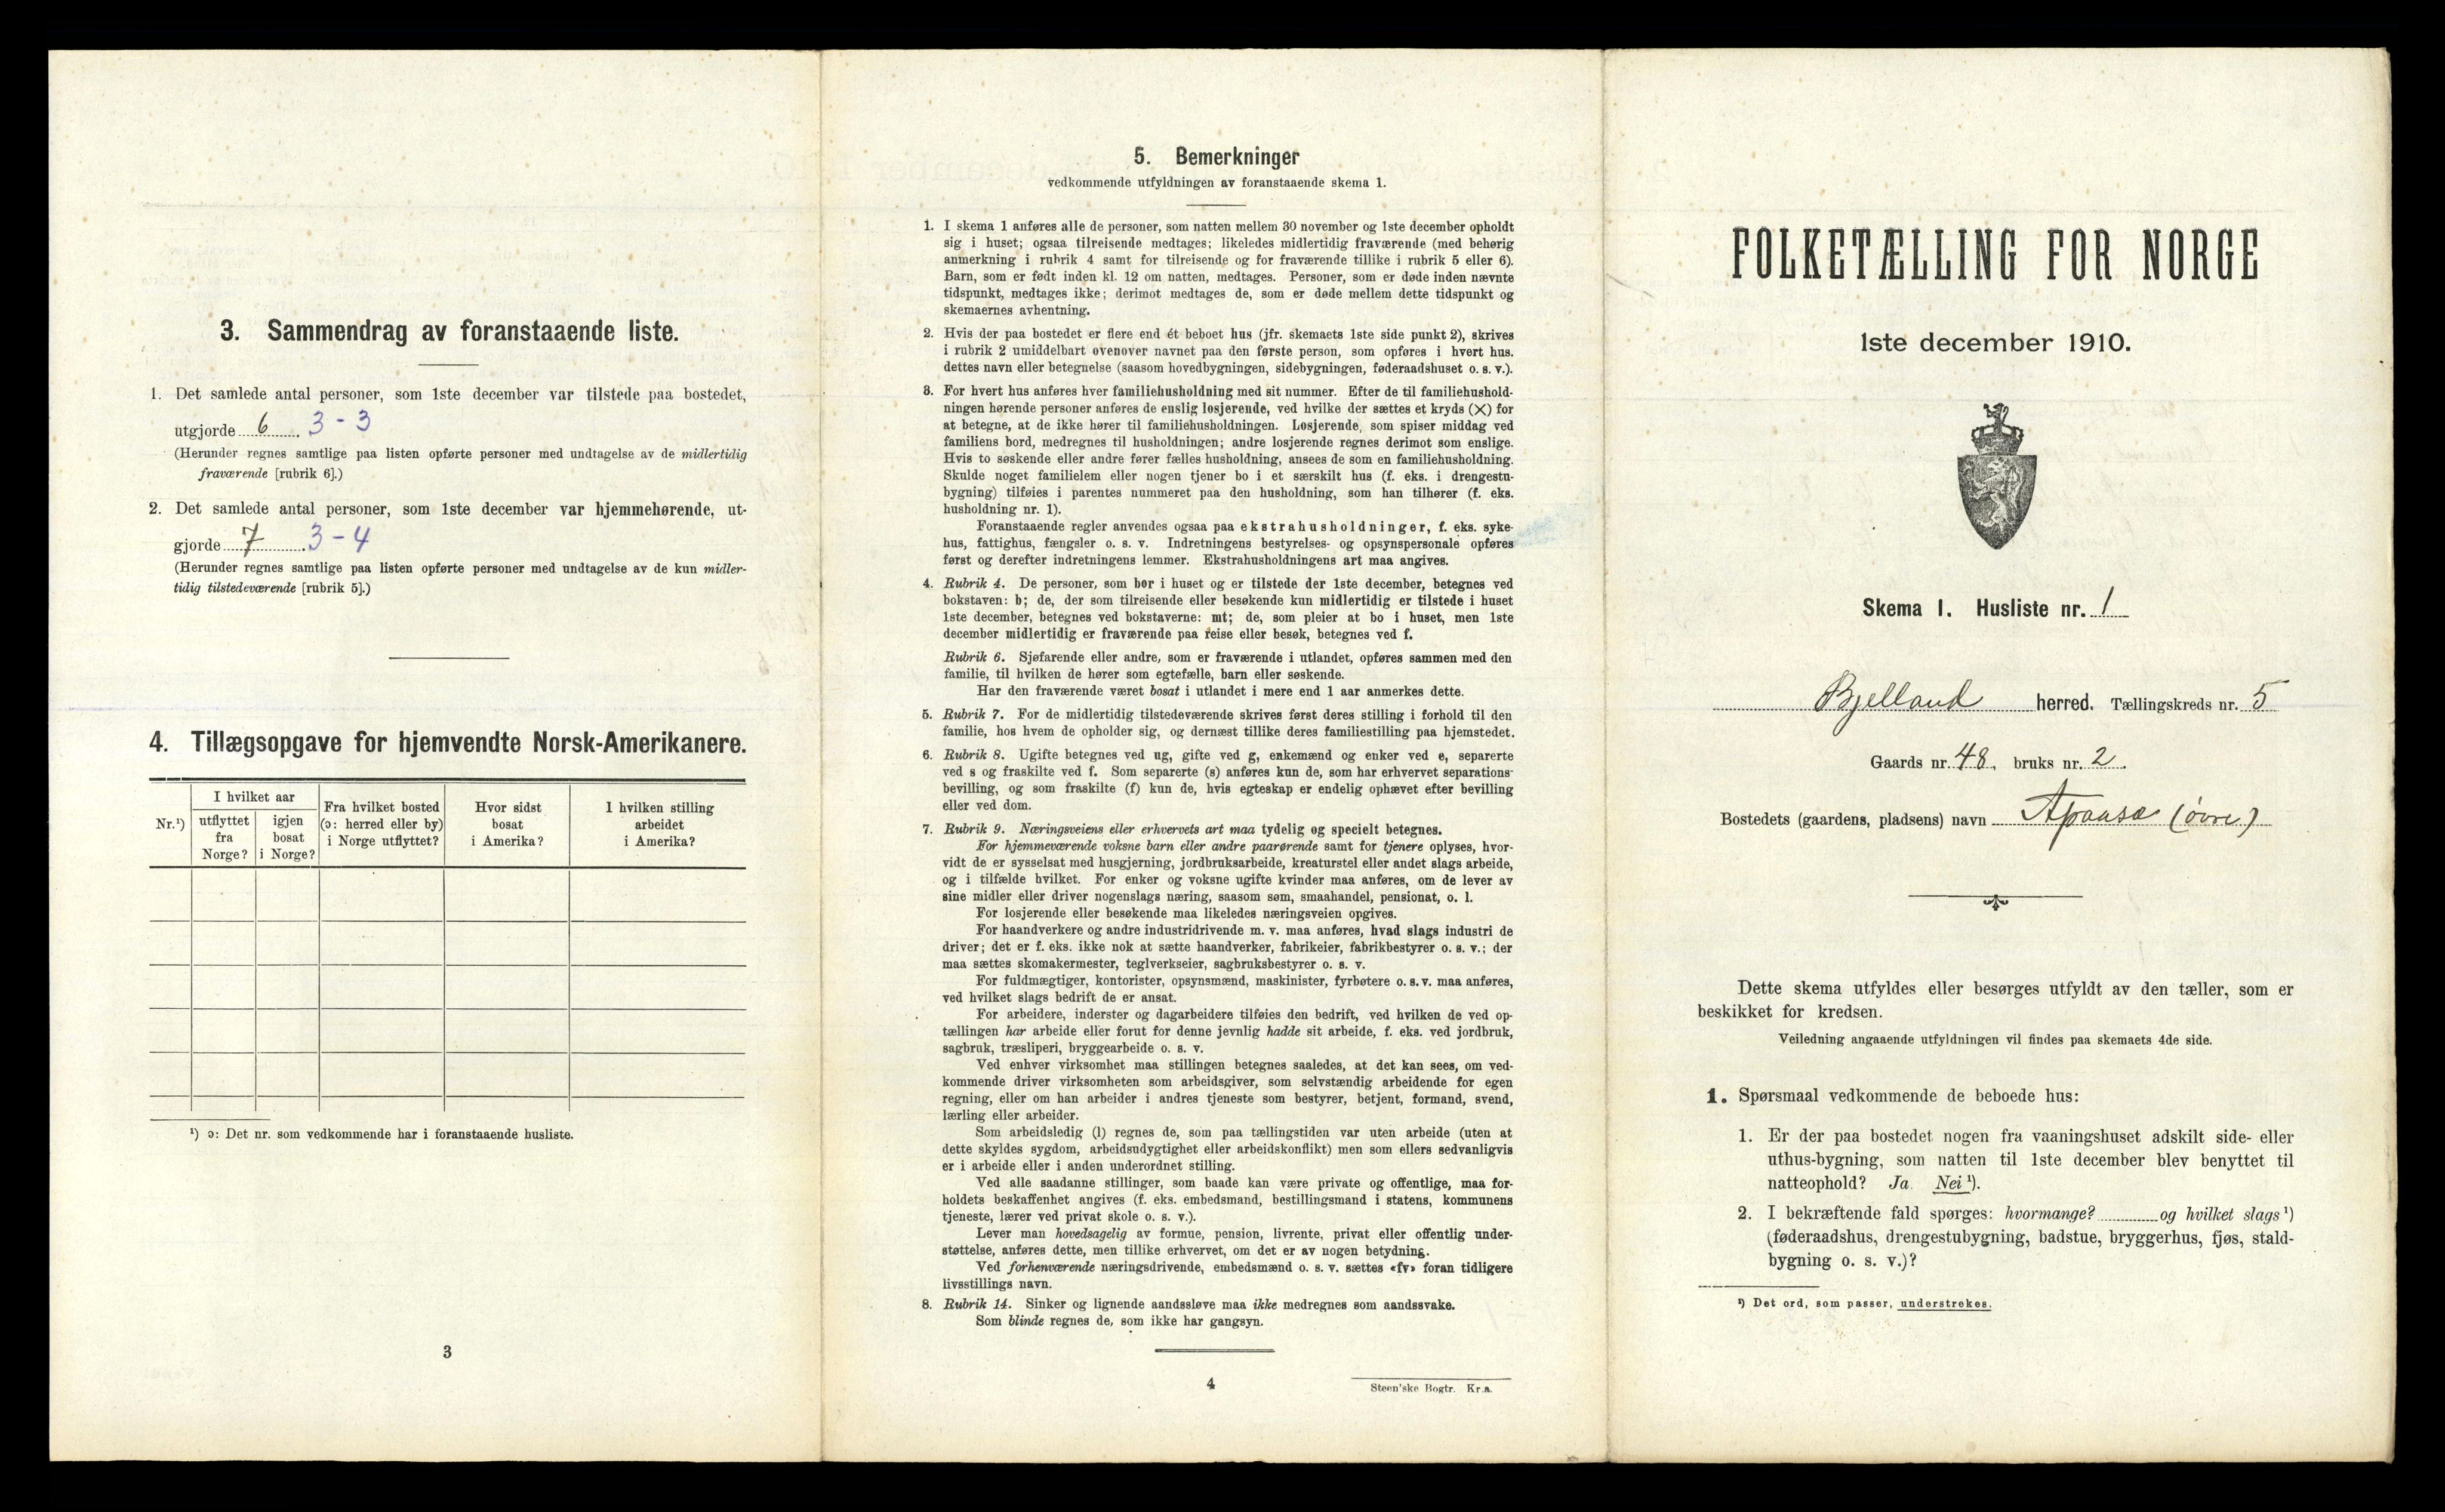 3. Sammendrag av foranstaaende liste.
1. Det samlede antal personer, som 1ste december var tilstede paa bostedet,
utgjorde 6 3-3
(Herunder regnes samtlige paa listen opførte personer med undtagelse av de midlertidig
fraværende [rubrik 6].)
2. Det samlede antal personer, som 1ste december var hjemmehørende, ut-
gjorde 7 3-4
(Herunder regnes samtlige paa listen opførte personer med undtagelse av de kun midler-
tidig tilstedeværende [rubrik 5].)
4. Tillægsopgave for hjemvendte Norsk-Amerikanere.
Nr.¹)
I hvilket aar
utflyttet
fra
Norge?
igjen
bosat
i Norge?
Fra hvilket bosted
(ɔ: herred eller by)
i Norge utflyttet?
Hvor sidst
bosat
i Amerika?
I hvilken stilling
arbeidet
i Amerika?
¹) ɔ: Det nr. som vedkommende har i foranstaaende husliste.
3
5. Bemerkninger
vedkommende utfyldningen av foranstaaende skema 1.
1. I skema 1 anføres alle de personer, som natten mellem 30 november og 1ste december opholdt
sig i huset; ogsaa tilreisende medtages; likeledes midlertidig fraværende (med behørig
anmerkning i rubrik 4 samt for tilreisende og for fraværende tillike i rubrik 5 eller 6).
Barn, som er født inden kl. 12 om natten, medtages. Personer, som er døde inden nævnte
tidspunkt, medtages ikke; derimot medtages de, som er døde mellem dette tidspunkt og
skemaernes avhentning.
2. Hvis der paa bostedet er flere end ét beboet hus (jfr. skemaets 1ste side punkt 2), skrives
i rubrik 2 umiddelbart ovenover navnet paa den første person, som opføres i hvert hus.
dettes navn eller betegnelse (saasom hovedbygningen, sidebygningen, føderaadshuset o. s. v.).
3. For hvert hus anføres hver familiehusholdning med sit nummer. Efter de til familiehushold-
ningen hørende personer anføres de enslig losjerende, ved hvilke der sættes et kryds (×) for
at betegne, at de ikke hører til familiehusholdningen. Losjerende, som spiser middag ved
familiens bord, medregnes til husholdningen; andre losjerende regnes derimot som enslige.
Hvis to søskende eller andre fører fælles husholdning, ansees de som en familiehusholdning.
Skulde noget familielem eller nogen tjener bo i et særskilt hus (f. eks. i drengestu-
bygning) tilføies i parentes nummeret paa den husholdning, som han tilhører (f. eks.
husholdning nr. 1).
Foranstaaende regler anvendes ogsaa paa ekstrahusholdninger, f. eks. syke-
hus, fattighus, fængsler o. s. v. Indretningens bestyrelses- og opsynspersonale opføres
først og derefter indretningens lemmer. Ekstrahusholdningens art maa angives.
4. Rubrik 4. De personer, som bor i huset og er tilstede der 1ste december, betegnes ved
bokstaven: b; de, der som tilreisende eller besøkende kun midlertidig er tilstede i huset
1ste december, betegnes ved bokstaverne: mt; de, som pleier at bo i huset, men 1ste
december midlertidig er fraværende paa reise eller besøk, betegnes ved f.
Rubrik 6. Sjøfarende eller andre, som er fraværende i utlandet, opføres sammen med den
familie, til hvilken de hører som egtefælle, barn eller søskende.
Har den fraværende været bosat i utlandet i mere end 1 aar anmerkes dette.
5. Rubrik 7. For de midlertidig tilstedeværende skrives først deres stilling i forhold til den
familie, hos hvem de opholder sig, og dernæst tillike deres familiestilling paa hjemstedet.
6. Rubrik 8. Ugifte betegnes ved ug, gifte ved g, enkemænd og enker ved e, separerte
ved s og fraskilte ved f. Som separerte (s) anføres kun de, som har erhvervet separations-
bevilling, og som fraskilte (f) kun de, hvis egteskap er endelig ophævet efter bevilling
eller ved dom.
7. Rubrik 9. Næringsveiens eller erhvervets art maa tydelig og specielt betegnes.
For hjemmeværende voksne barn eller andre paarørende samt for tjenere oplyses, hvor-
vidt de er sysselsat med husgjerning, jordbruksarbeide, kreaturstel eller andet slags arbeide,
og i tilfælde hvilket. For enker og voksne ugifte kvinder maa anføres, om de lever av
sine midler eller driver nogenslags næring, saasom søm, smaahandel, pensionat, o. l.
For losjerende eller besøkende maa likeledes næringsveien opgives.
For haandverkere og andre industridrivende m. v. maa anføres, hvad slags industri de
driver; det er f. eks. ikke nok at sætte haandverker, fabrikeier, fabrikbestyrer o. s. v.; der
maa sættes skomakermester, teglverkseier, sagbruksbestyrer o. s. v.
For fuldmægtiger, kontorister, opsynsmænd, maskinister, fyrbøtere o. s. v. maa anføres,
ved hvilket slags bedrift de er ansat.
For arbeidere, inderster og dagarbeidere tilføies den bedrift, ved hvilken de ved op-
tællingen har arbeide eller forut for denne jevnlig hadde sit arbeide, f. eks. ved jordbruk,
sagbruk, træsliperi, bryggearbeide o. s. v.
Ved enhver virksomhet maa stillingen betegnes saaledes, at det kan sees, om ved-
kommende driver virksomheten som arbeidsgiver, som selvstændig arbeidende for egen
regning, eller om han arbeider i andres tjeneste som bestyrer, betjent, formand, svend,
lærling eller arbeider.
Som arbeidsledig (l) regnes de, som paa tællingstiden var uten arbeide (uten at
dette skyldes sygdom, arbeidsudygtighet eller arbeidskonflikt) men som ellers sedvanligvis
er i arbeide eller i anden underordnet stilling.
Ved alle saadanne stillinger, som baade kan være private og offentlige, maa for-
holdets beskaffenhet angives (f. eks. embedsmand, bestillingsmand i statens, kommunens
tjeneste, lærer ved privat skole o. s. v.).
Lever man hovedsagelig av formue, pension, livrente, privat eller offentlig under-
støttelse, anføres dette, men tillike erhvervet, om det er av nogen betydning.
Ved forhenværende næringsdrivende, embedsmænd o. s. v. sættes «fv» foran tidligere
livsstillings navn.
8. Rubrik 14. Sinker og lignende aandssløve maa ikke medregnes som aandssvake.
Som blinde regnes de, som ikke har gangsyn.
4
Steen'ske Bogtr. Kr.a.
FOLKETÆLLING FOR NORGE
1ste december 1910.
Skema 1. Husliste nr. 1
Bjelland herred. Tællingskreds nr. 5
Gaards nr. 48, bruks nr. 2.
Bostedets (gaardens, pladsens) navn (øvre)
Dette skema utfyldes eller besørges utfyldt av den tæller, som er
beskikket for kredsen.
Veiledning angaaende utfyldningen vil findes paa skemaets 4de side.
1. Spørsmaal vedkommende de beboede hus:
1. Er der paa bostedet nogen fra vaaningshuset adskilt side- eller
uthus-bygning, som natten til 1ste december blev benyttet til
natteophold? Ja. Nei¹).
2. I bekræftende fald spørges: hvormange? og hvilket slags¹)
(føderaadshus, drengestubygning, badstue, bryggerhus, fjøs, stald-
bygning o. s. v.)?
¹) Det ord, som passer, understrekes.